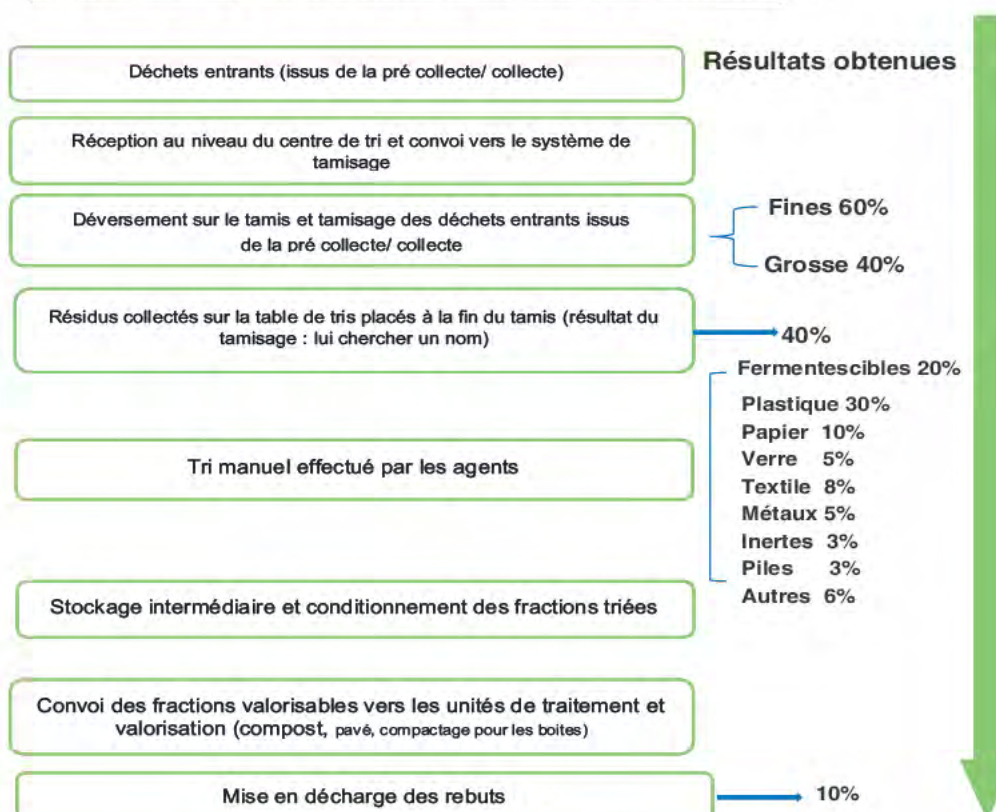 Résultats obtenues
Déchets entrants (issus de la pré collecte/ collecte)
Réception au niveau du centre de tri et convoi vers le système de
tamisage
Déversement sur le tamis et tamisage des déchets entrants issus
de la pré collecte/ collecte
Fines 60%
Grosse 40%
Résidus collectés sur la table de tris placés à la fin du tamis (résultat du
tamisage : lui chercher un nom)
40%
Tri manuel effectué par les agents
Fermentescibles 20%
Plastique 30%
Papier 10%
Verre 5%
Textile 8%
Métaux 5%
Inertes 3%
Piles 3%
Autres 6%
Stockage intermédiaire et conditionnement des fractions triées
Convoi des fractions valorisables vers les unités de traitement et
valorisation (compost, pavé, compactage pour les boites)
Mise en décharge des rebuts
10%